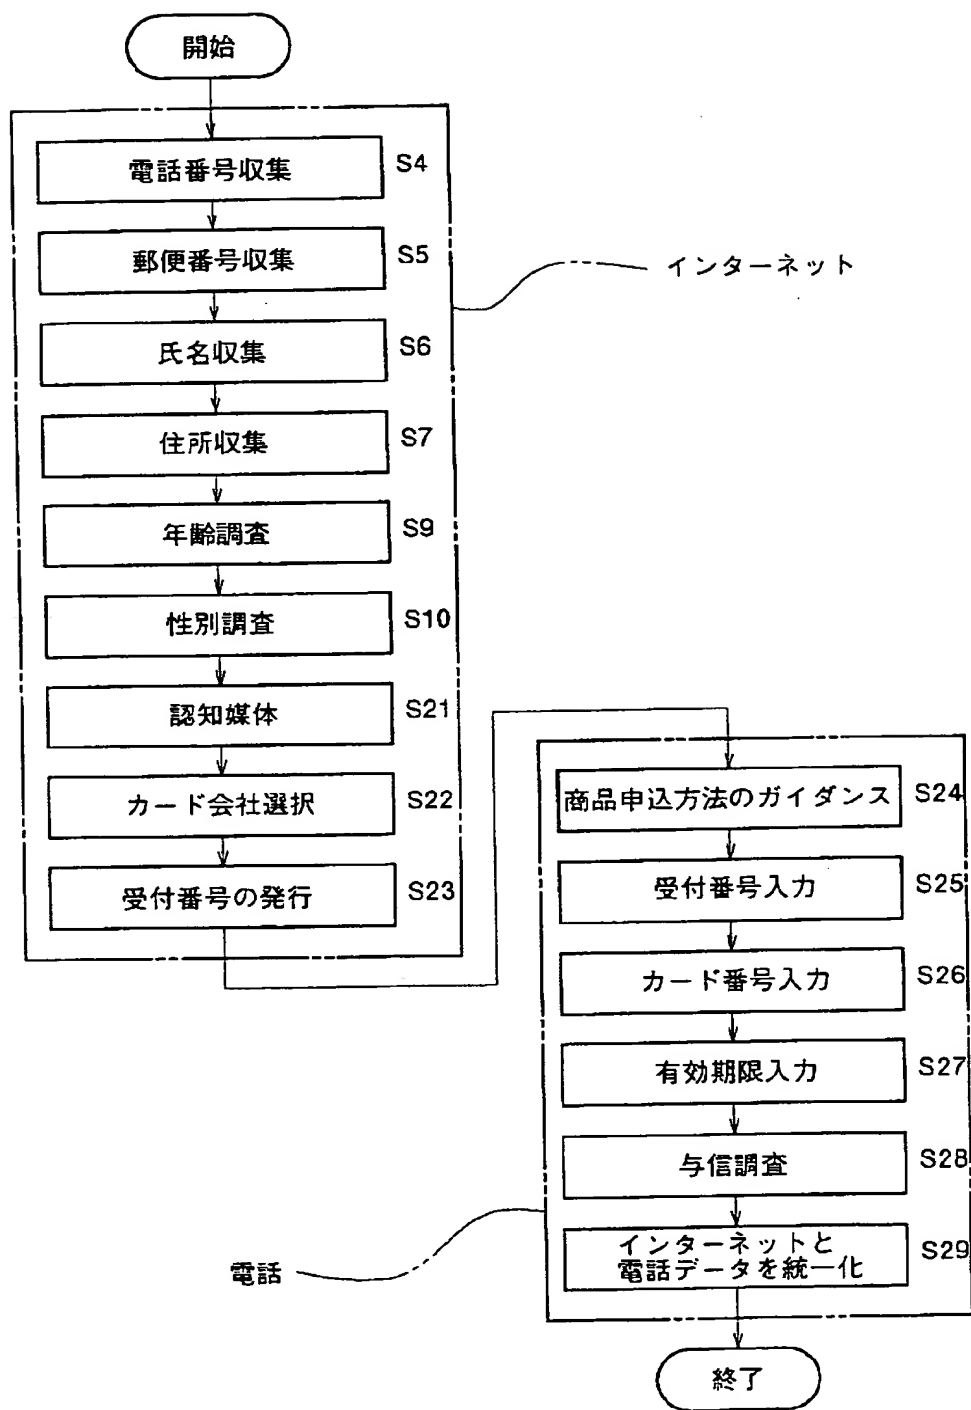 開始
電話番号収集 S4
郵便番号収集 S5
氏名収集 S6
住所収集 S7
年齢調査 S9
性別調査 S10
認知媒体 S21
カード会社選択 S22
受付番号の発行 S23
インターネット
商品申込方法のガイダンス S24
受付番号入力 S25
カード番号入力 S26
有効期限入力 S27
与信調査 S28
インターネットと
電話データを統一化 S29
電話
終了